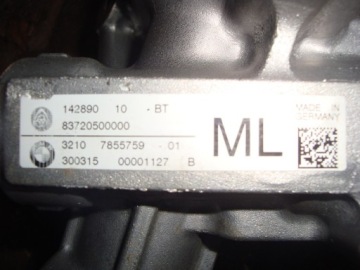 142890 10 - BT
83720500000
3210 7855759 - 01
300315 00001127 B
ML
MADE IN
GERMANY